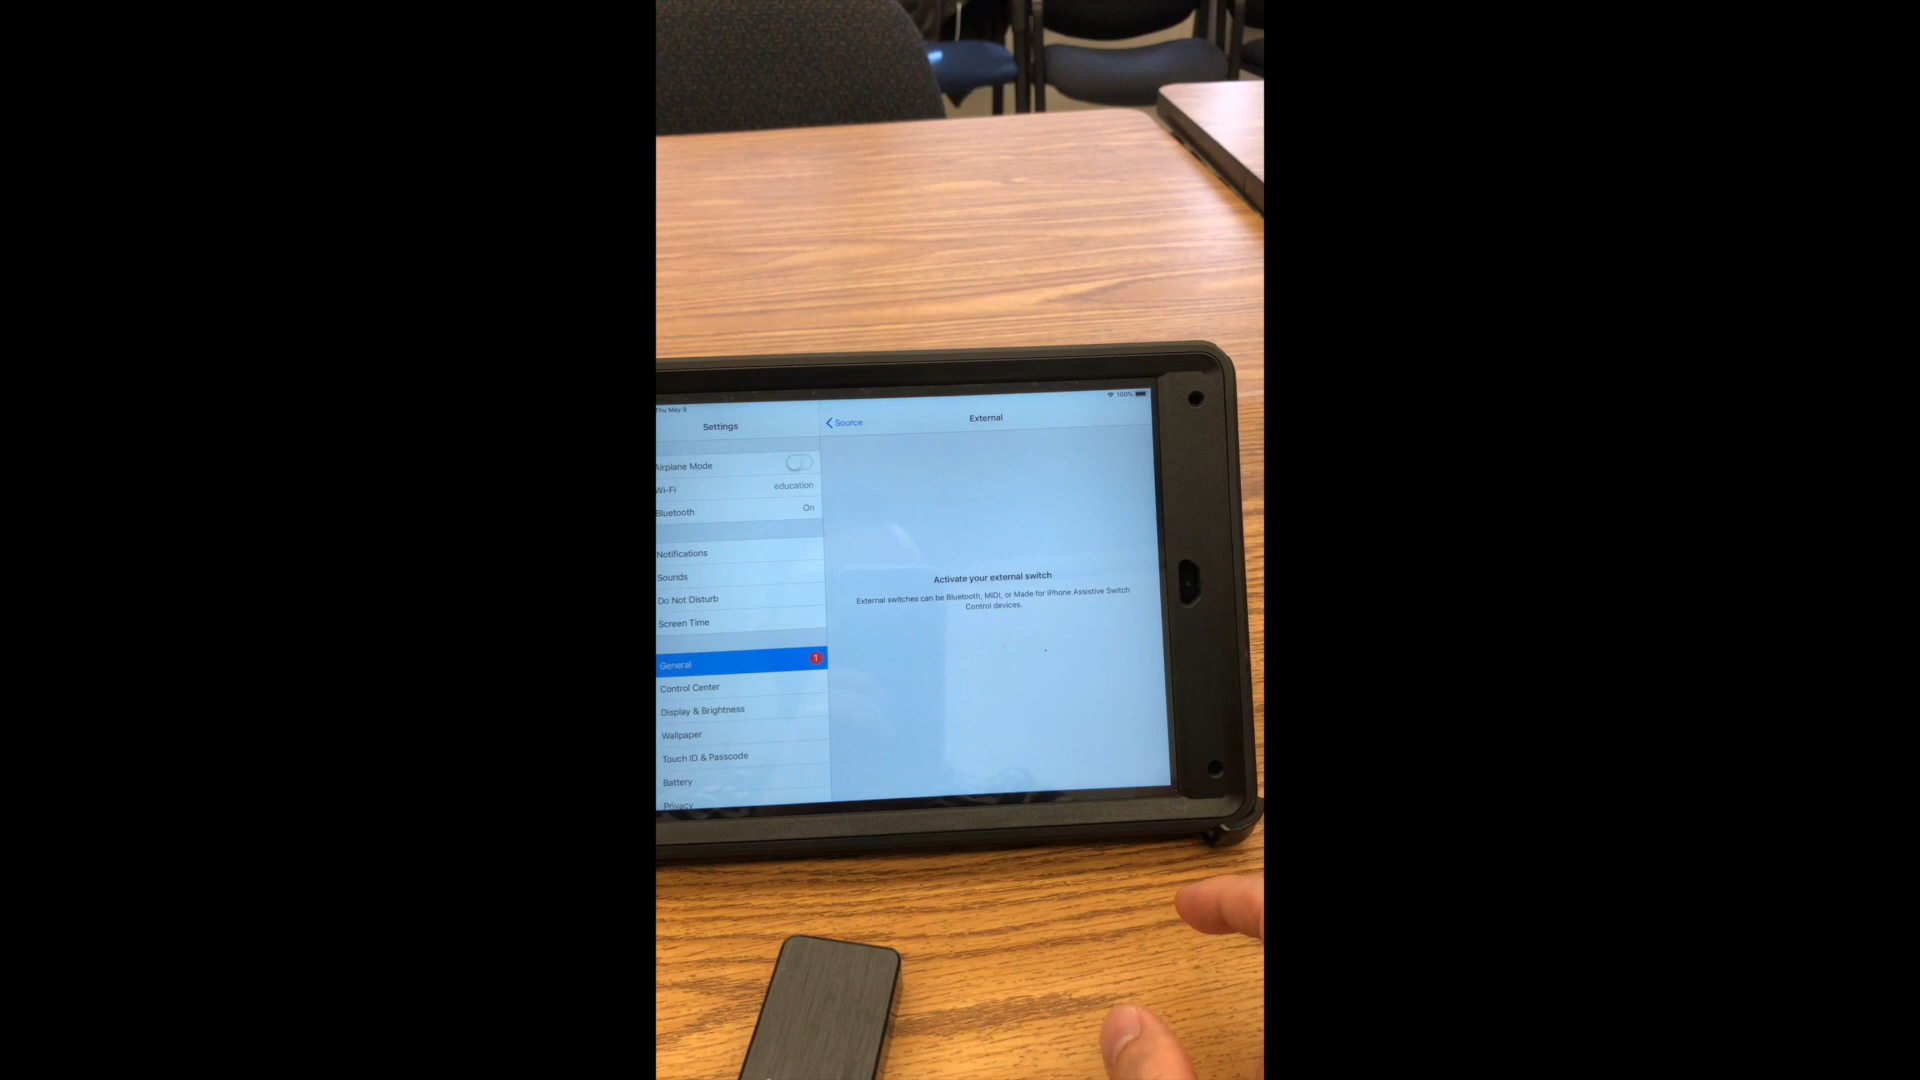 Thu May 9
100%
Settings
Source
External
Airplane Mode
Wi-Fi
education
Bluetooth
On
Notifications
Sounds
Do Not Disturb
Screen Time
General
1
Control Center
Display & Brightness
Wallpaper
Touch ID & Passcode
Battery
Privacy
Activate your external switch
External switches can be Bluetooth, MIDI, or Made for iPhone Assistive Switch
Control devices.